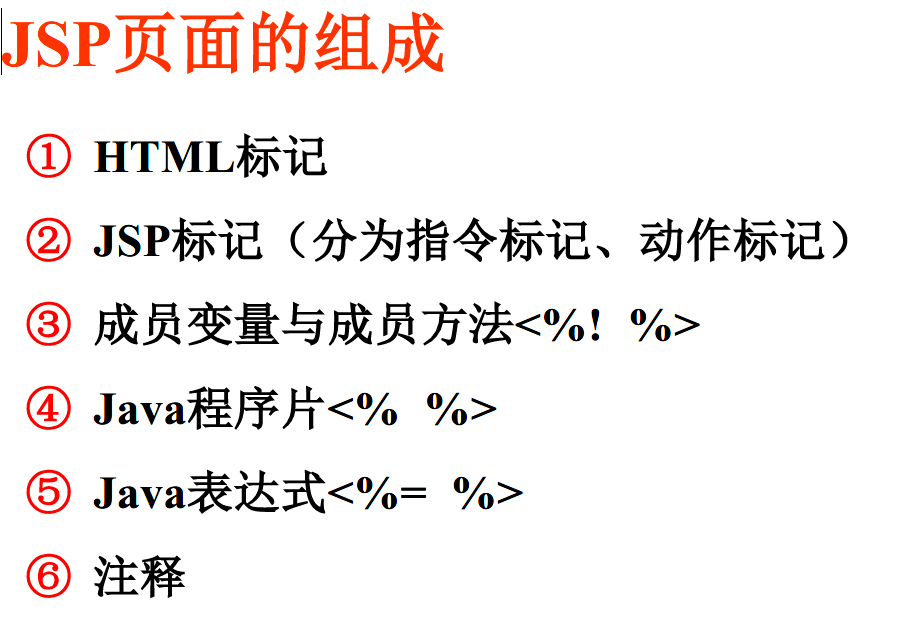 JSP页面的组成
① HTML标记
② JSP标记（分为指令标记、动作标记）
③ 成员变量与成员方法<%! %>
④ Java程序片<% %>
⑤ Java表达式<%= %>
⑥ 注释